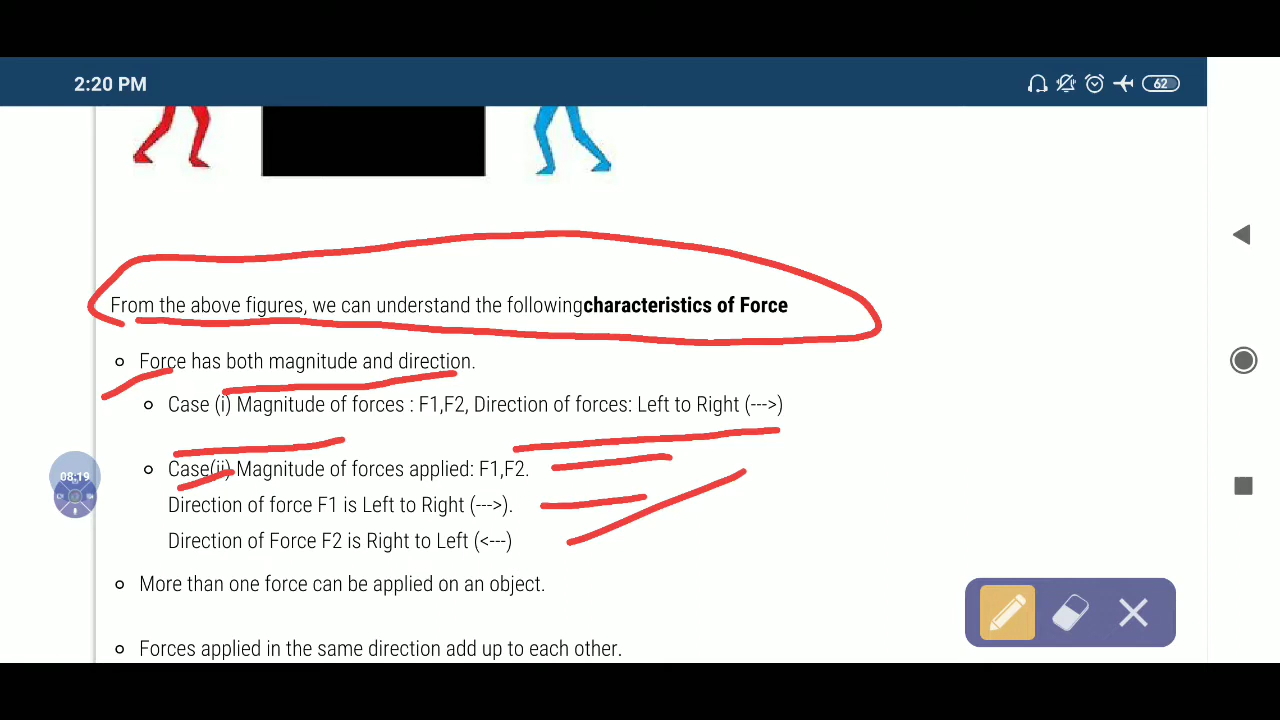 2:20 PM
62
From the above figures, we can understand the followingcharacteristics of Force
Force has both magnitude and direction.
Case (i) Magnitude of forces : F1,F2, Direction of forces: Left to Right (--->)
08:19
Case(ii) Magnitude of forces applied: F1,F2.
Direction of force F1 is Left to Right (--->).
Direction of Force F2 is Right to Left (<---)
More than one force can be applied on an object.
Forces applied in the same direction add up to each other.